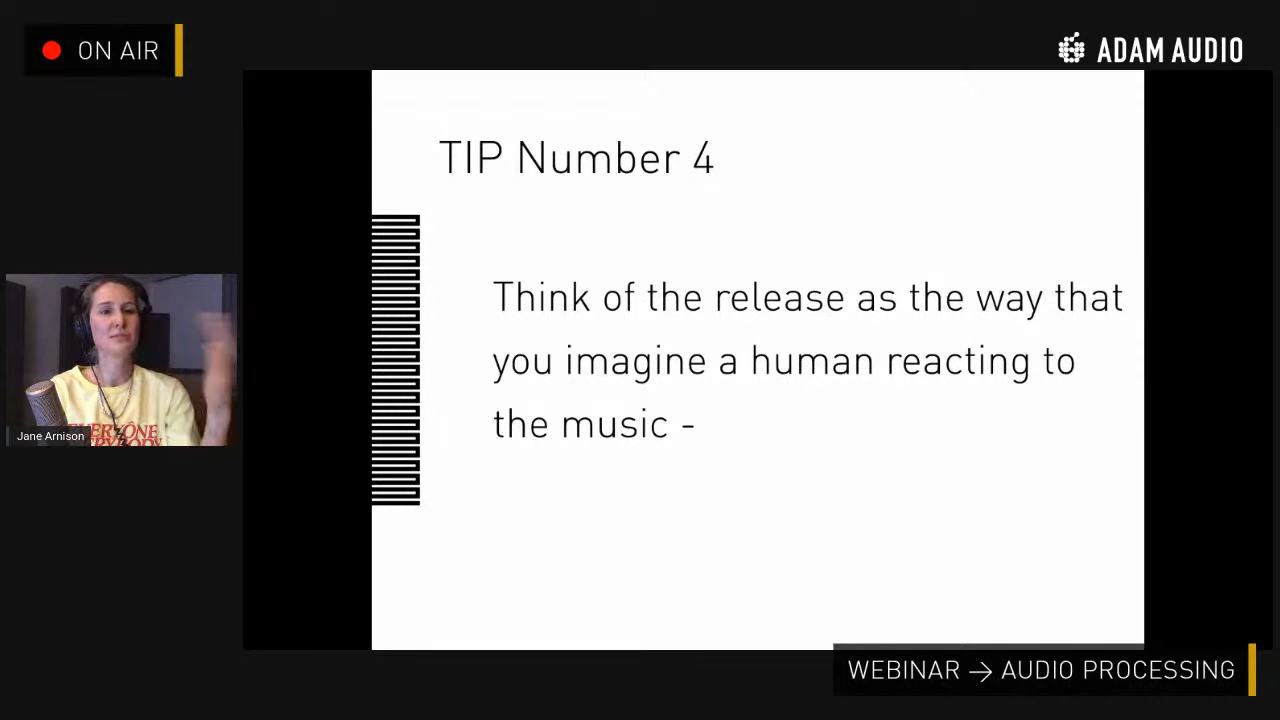 ON AIR
ADAM AUDIO
TIP Number 4
Think of the release as the way that
you imagine a human reacting to
the music -
Jane Arnison
WEBINAR → AUDIO PROCESSING